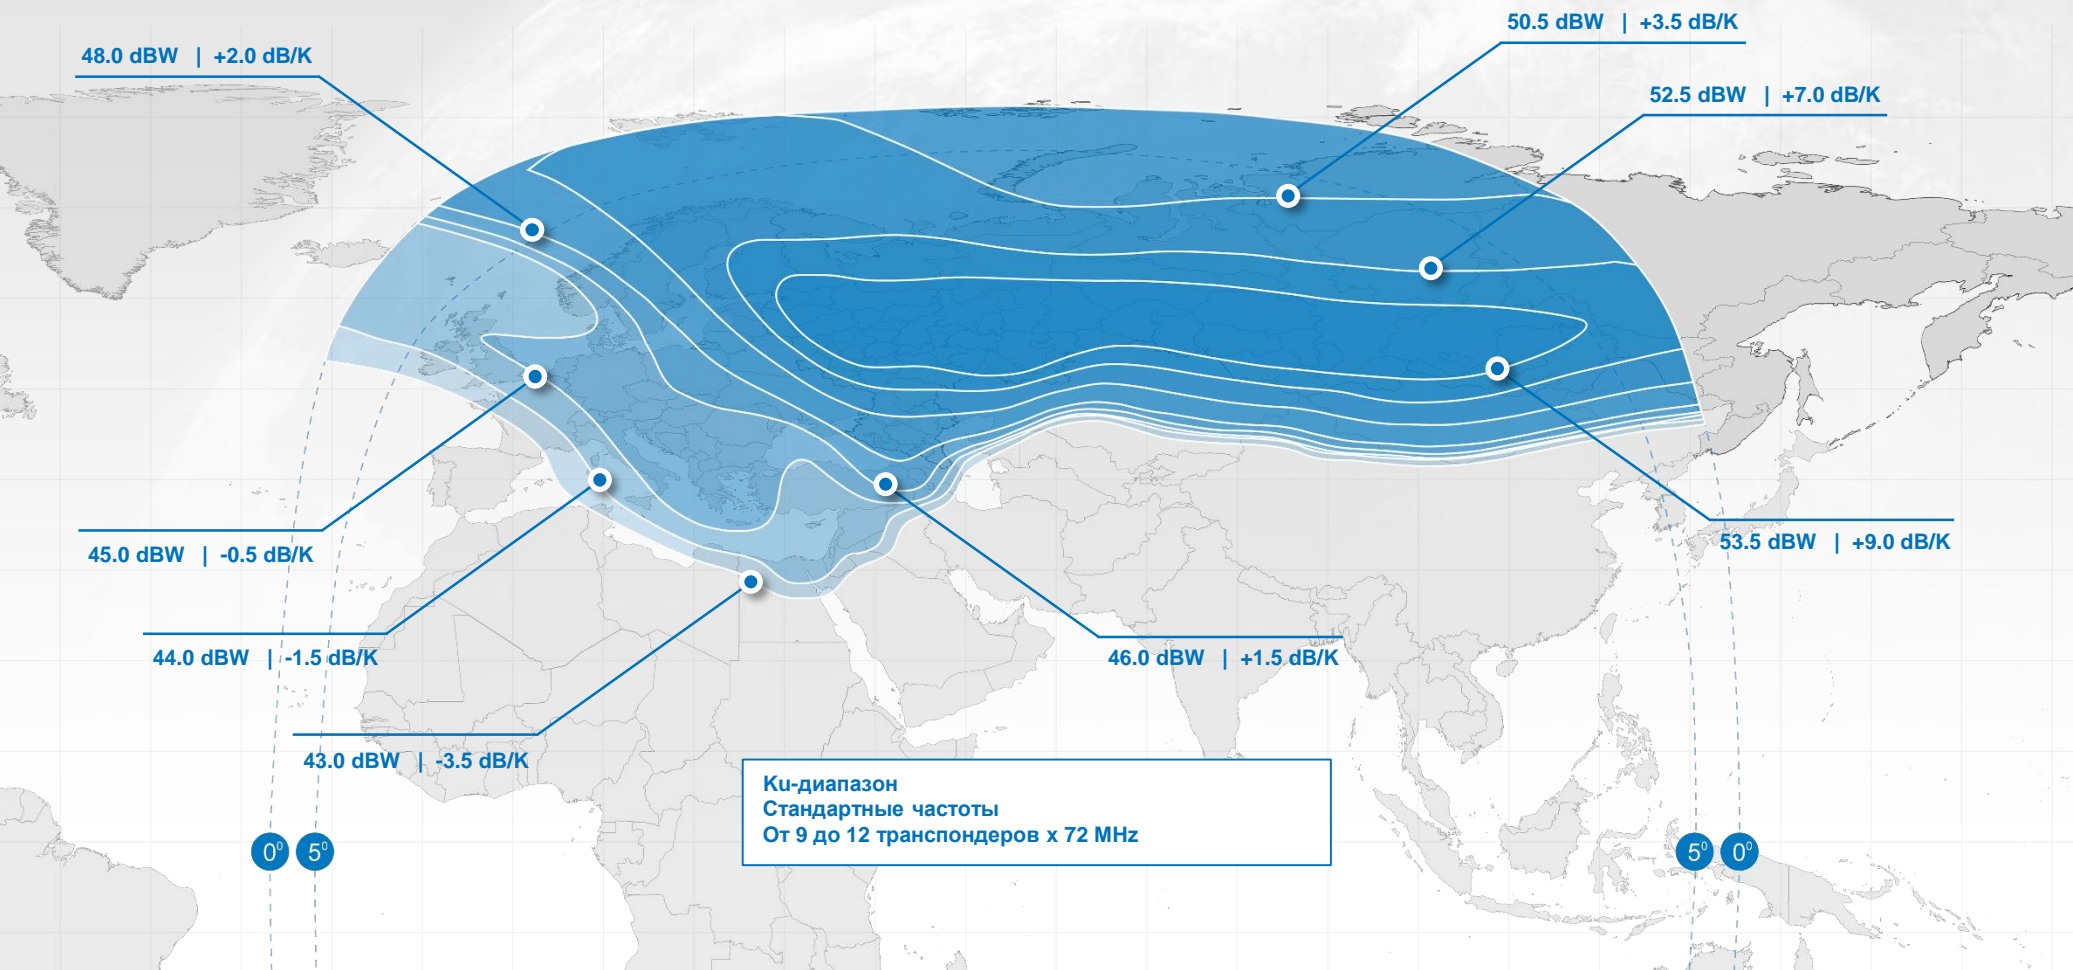 50.5 dBW | +3.5 dB/K
48.0 dBW | +2.0 dB/K
52.5 dBW | +7.0 dB/K
45.0 dBW | -0.5 dB/K
53.5 dBW | +9.0 dB/K
44.0 dBW | -1.5 dB/K
46.0 dBW | +1.5 dB/K
43.0 dBW | -3.5 dB/K
Ku-диапазон
Стандартные частоты
От 9 до 12 транспондеров x 72 MHz
0⁰ 5⁰ 5⁰ 0⁰